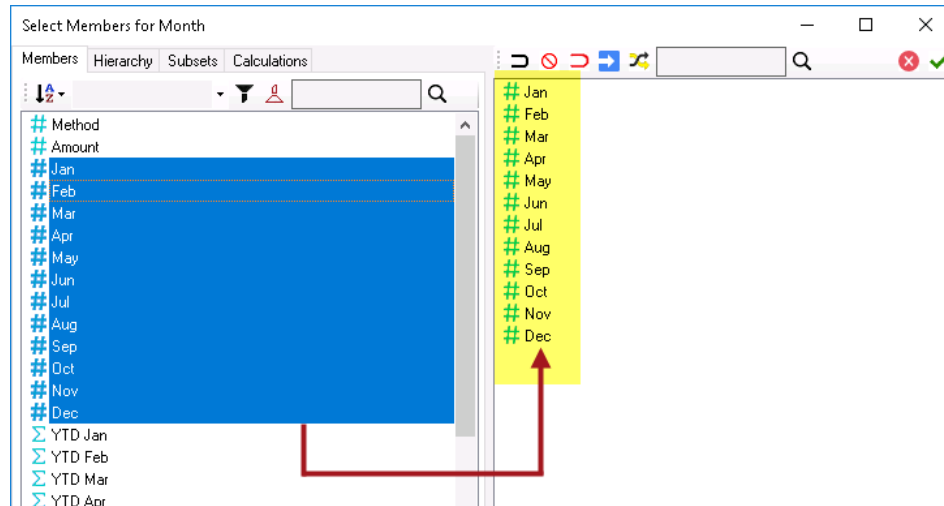 Select Members for Month
Members Hierarchy Subsets Calculations
Method
Amount
Jan
Feb
Mar
Apr
May
Jun
Jul
Aug
Sep
Oct
Nov
Dec
YTD Jan
YTD Feb
YTD Mar
YTD Apr
Jan
Feb
Mar
Apr
May
Jun
Jul
Aug
Sep
Oct
Nov
Dec